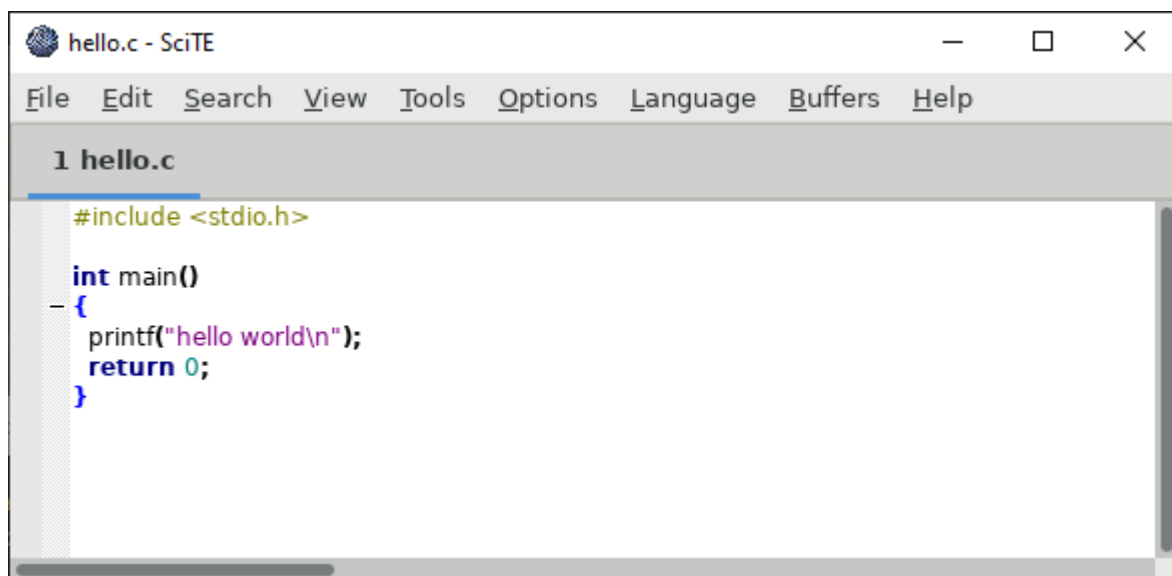 hello.c - SciTE
File Edit Search View Tools Options Language Buffers Help
1 hello.c
#include <stdio.h>
int main()
{
printf("hello world\n");
return 0;
}